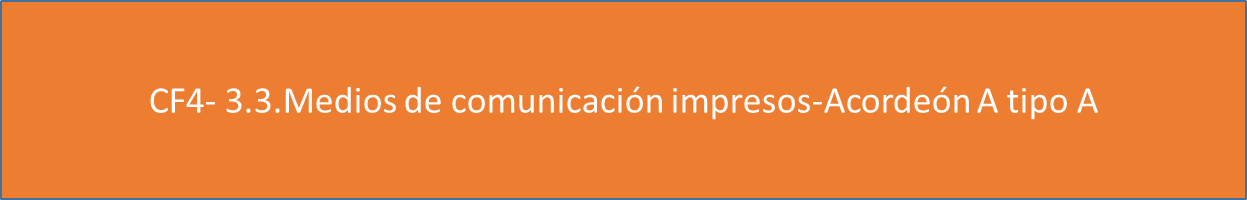 CF4- 3.3.Medios de comunicación impresos-Acordeón A tipo A